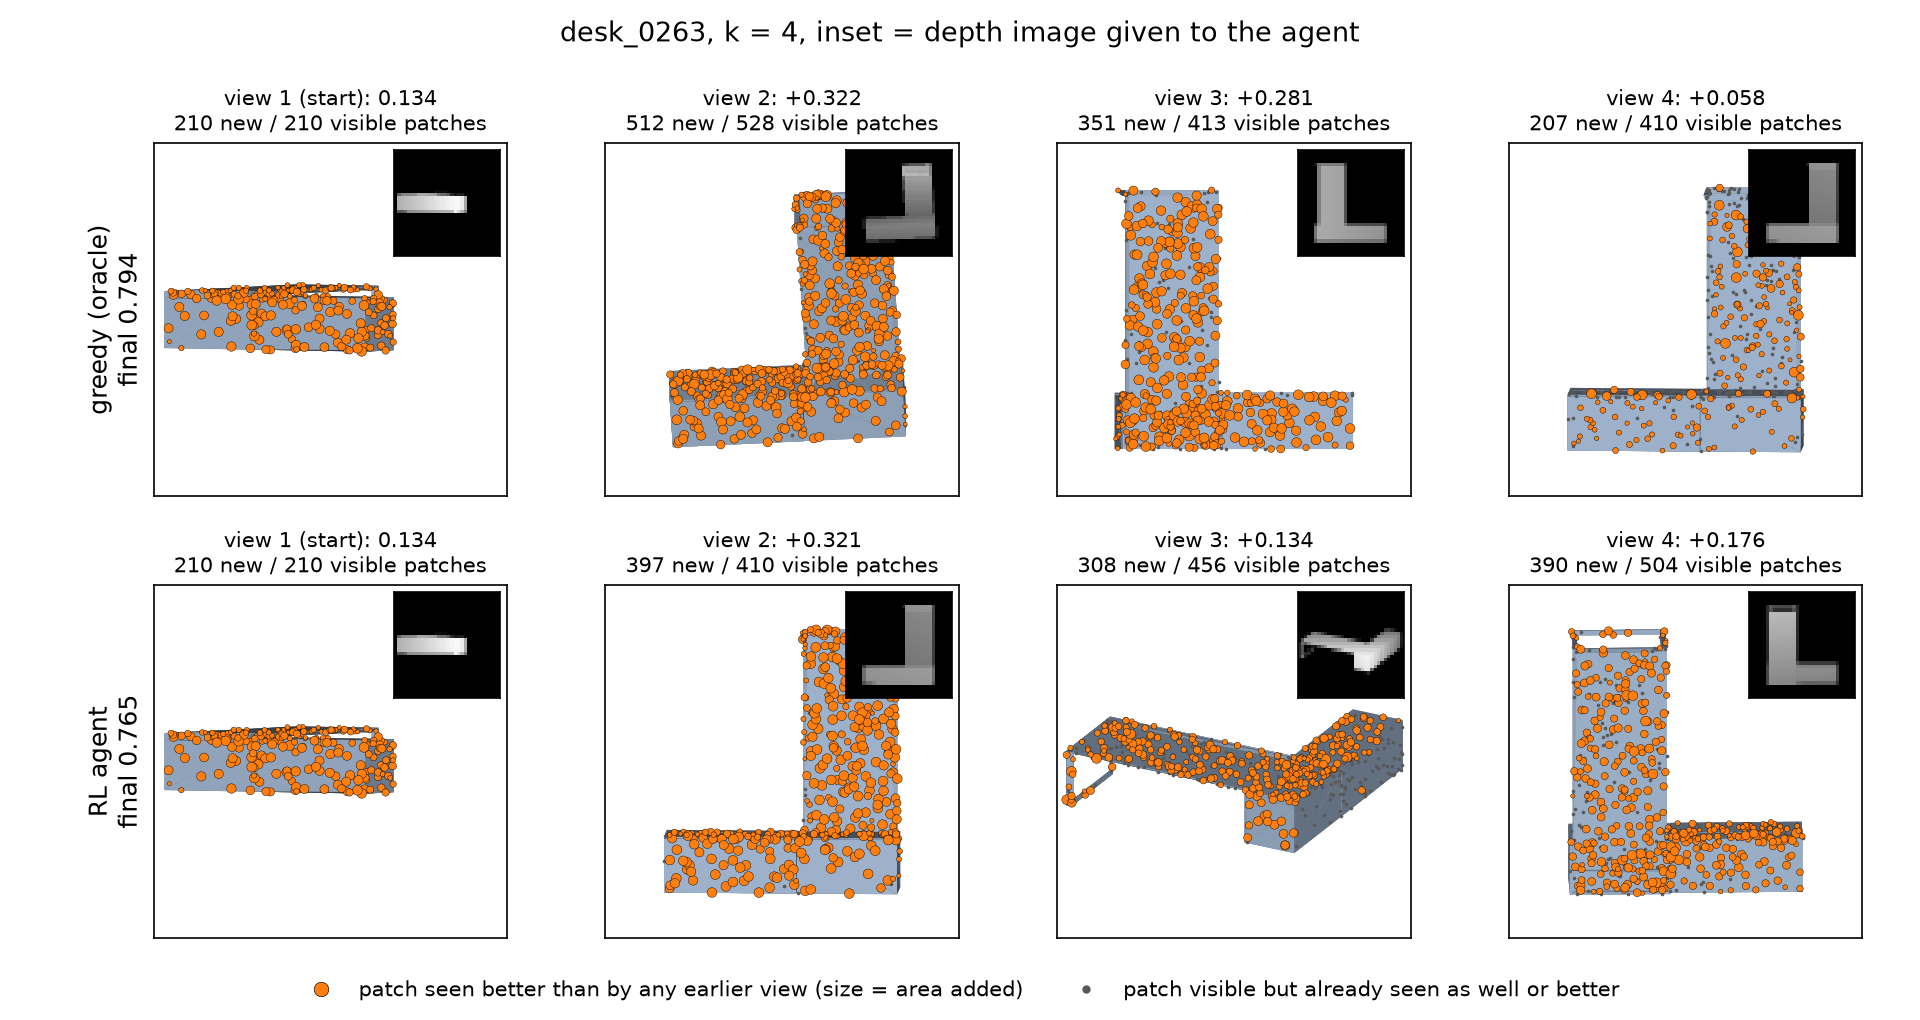 desk_0263, k = 4, inset = depth image given to the agent
view 1 (start): 0.134
210 new / 210 visible patches
view 2: +0.322
512 new / 528 visible patches
view 3: +0.281
351 new / 413 visible patches
view 4: +0.058
207 new / 410 visible patches
greedy (oracle)
final 0.794
view 1 (start): 0.134
210 new / 210 visible patches
view 2: +0.321
397 new / 410 visible patches
view 3: +0.134
308 new / 456 visible patches
view 4: +0.176
390 new / 504 visible patches
RL agent
final 0.765
patch seen better than by any earlier view (size = area added)
patch visible but already seen as well or better